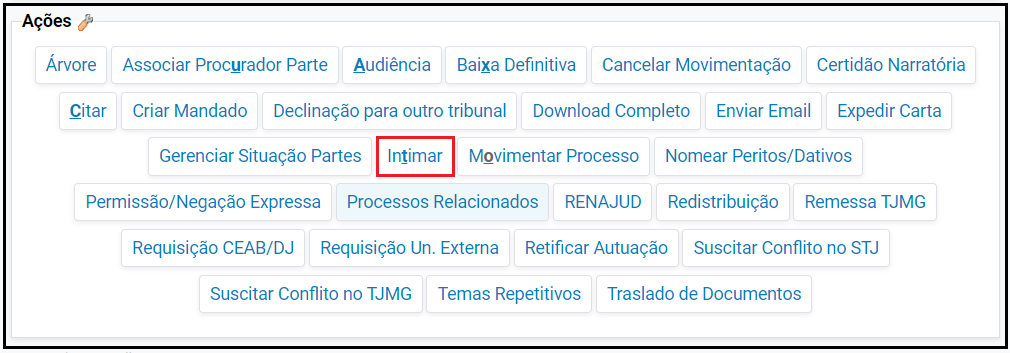 Ações
Árvore Associar Procurador Parte Audiência Baixa Definitiva Cancelar Movimentação Certidão Narratória
Citar Criar Mandado Declinação para outro tribunal Download Completo Enviar Email Expedir Carta
Gerenciar Situação Partes Intimar Movimentar Processo Nomear Peritos/Dativos
Permissão/Negação Expressa Processos Relacionados RENAJUD Redistribuição Remessa TJMG
Requisição CEAB/DJ Requisição Un. Externa Retificar Autuação Suscitar Conflito no STJ
Suscitar Conflito no TJMG Temas Repetitivos Traslado de Documentos